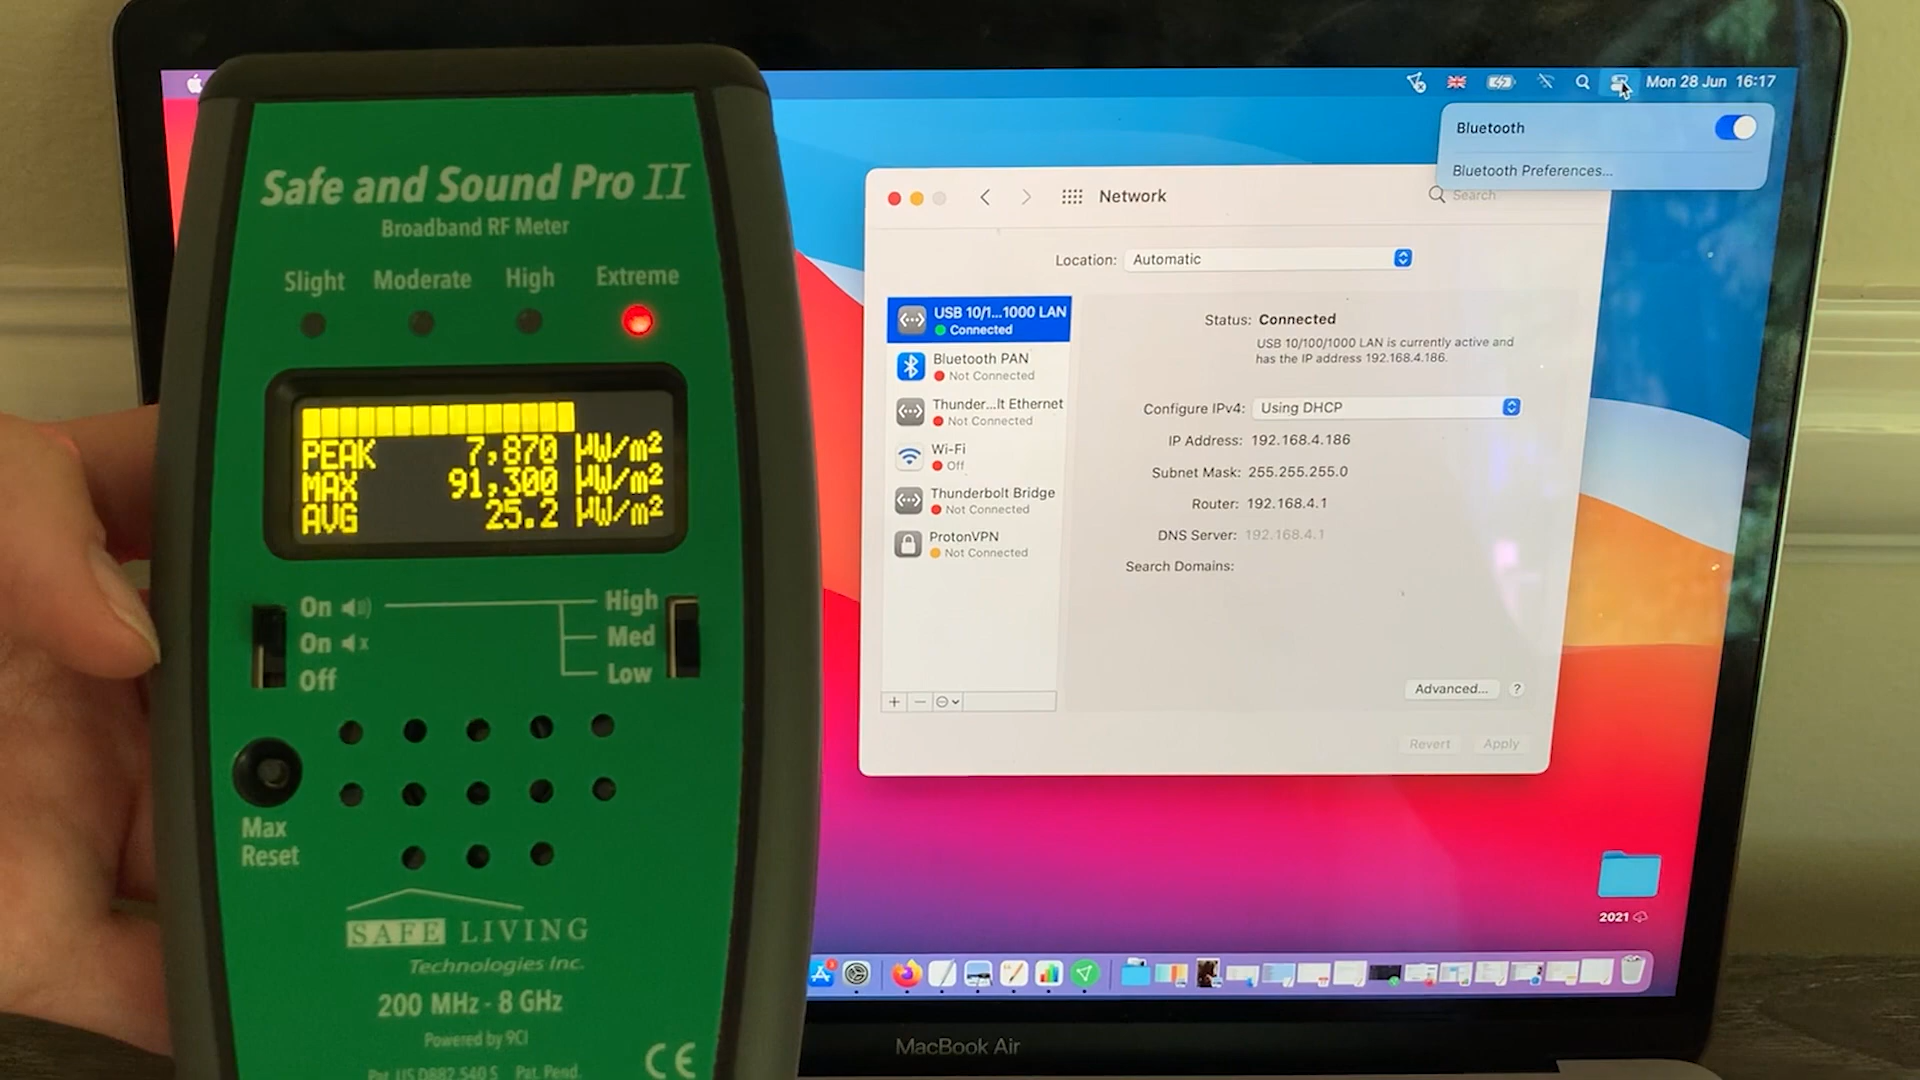 Safe and Sound Pro II
Broadband RF Meter
Slight Moderate High Extreme
PEAK 7,870 µW/m²
MAX 91,300 µW/m²
AVG 25.2 µW/m²
On High
On Med
Off Low
Max
Reset
SAFE LIVING
Technologies Inc.
200 MHz - 8 GHz
Powered by 9CI
Pat. US D882,540 S Pat. Pend.
CE
Mon 28 Jun 16:17
Bluetooth
Bluetooth Preferences...
Network
Search
Location: Automatic
USB 10/1...1000 LAN
Connected
Bluetooth PAN
Not Connected
Thunder...lt Ethernet
Not Connected
Wi-Fi
Off
Thunderbolt Bridge
Not Connected
ProtonVPN
Not Connected
Status: Connected
USB 10/100/1000 LAN is currently active and
has the IP address 192.168.4.186.
Configure IPv4: Using DHCP
IP Address: 192.168.4.186
Subnet Mask: 255.255.255.0
Router: 192.168.4.1
DNS Server: 192.168.4.1
Search Domains:
Advanced... ?
Revert Apply
2021
MacBook Air